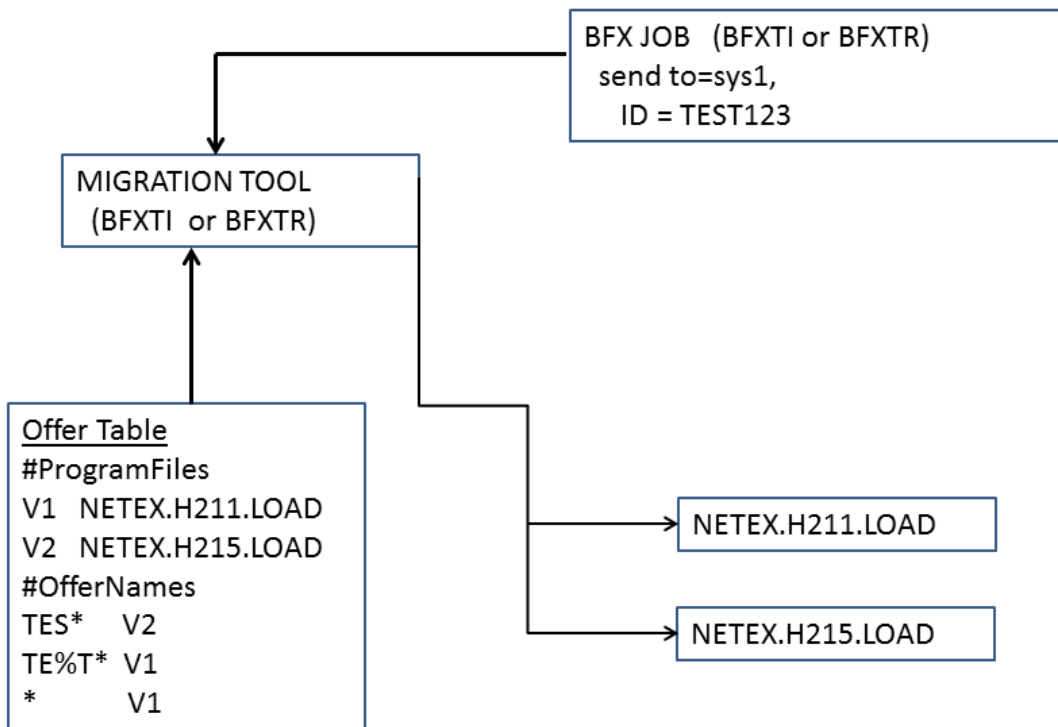 BFX JOB (BFXTI or BFXTR)
send to=sys1,
ID = TEST123
MIGRATION TOOL
(BFXTI or BFXTR)
Offer Table
#ProgramFiles
V1 NETEX.H211.LOAD
V2 NETEX.H215.LOAD
#OfferNames
TES* V2
TE%T* V1
* V1
NETEX.H211.LOAD
NETEX.H215.LOAD